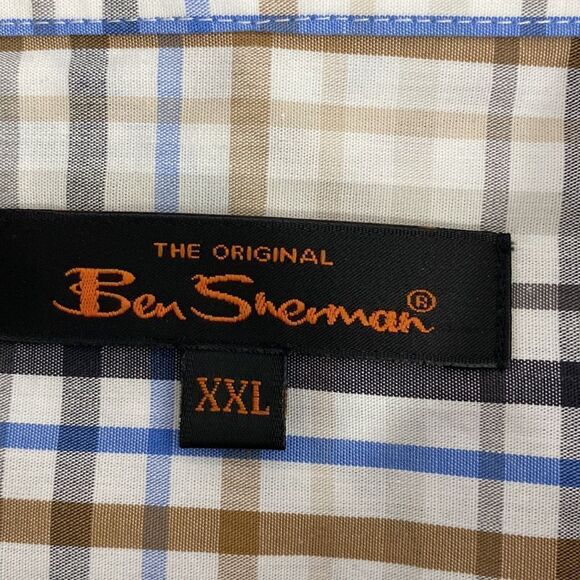 THE ORIGINAL
Ben Sherman®
XXL